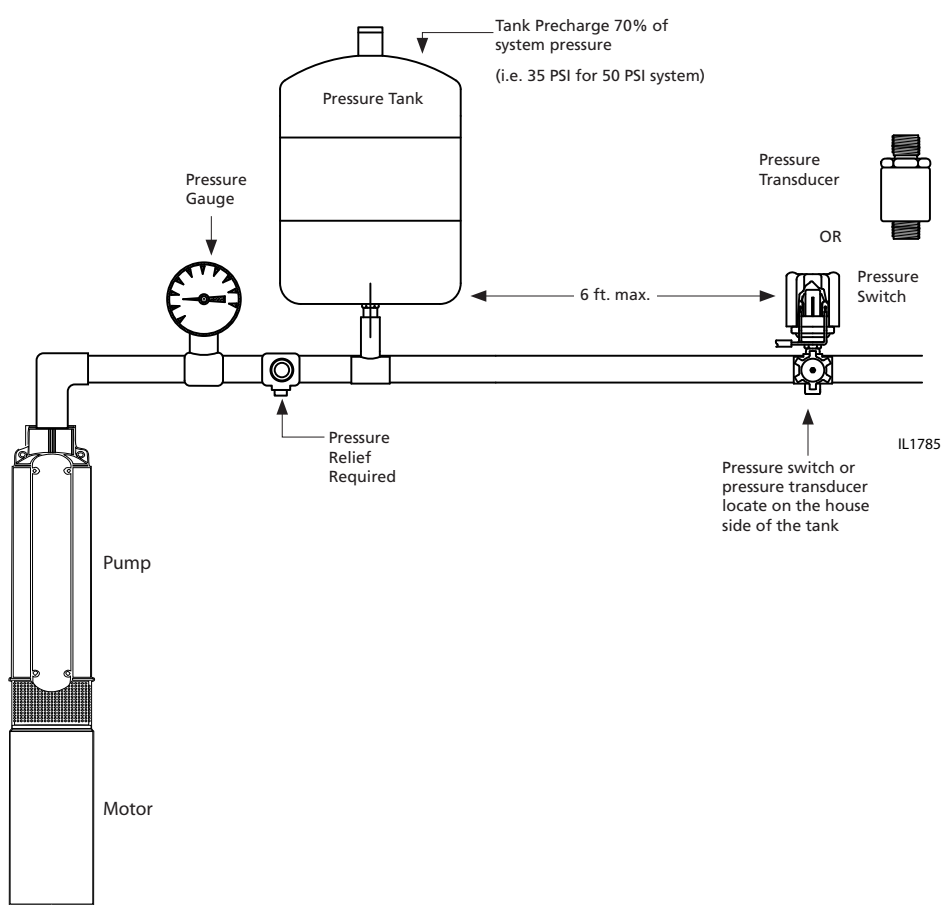 Tank Precharge 70% of
system pressure
(i.e. 35 PSI for 50 PSI system)
Pressure Tank
Pressure
Transducer
Pressure
Gauge
OR
Pressure
Switch
6 ft. max.
Pressure
Relief
Required
IL1785
Pressure switch or
pressure transducer
locate on the house
side of the tank
Pump
Motor